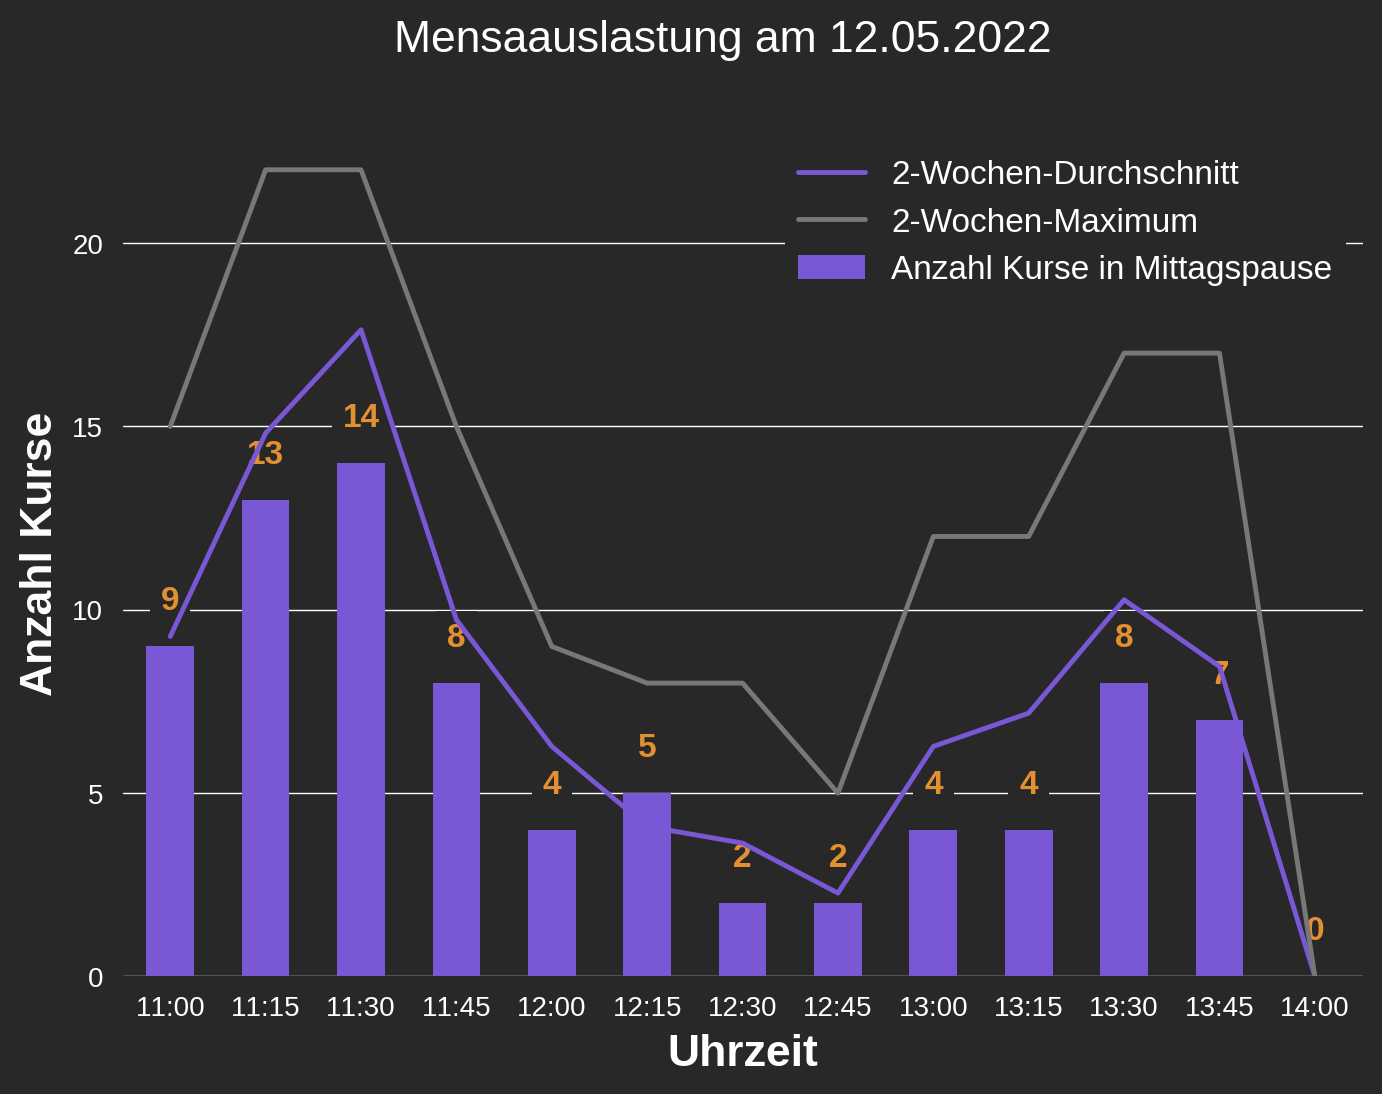 Mensaauslastung am 12.05.2022
2-Wochen-Durchschnitt
2-Wochen-Maximum
Anzahl Kurse in Mittagspause
Anzahl Kurse
20
15
10
5
0
9
13
14
8
4
5
2
2
4
4
8
7
0
11:00 11:15 11:30 11:45 12:00 12:15 12:30 12:45 13:00 13:15 13:30 13:45 14:00
Uhrzeit